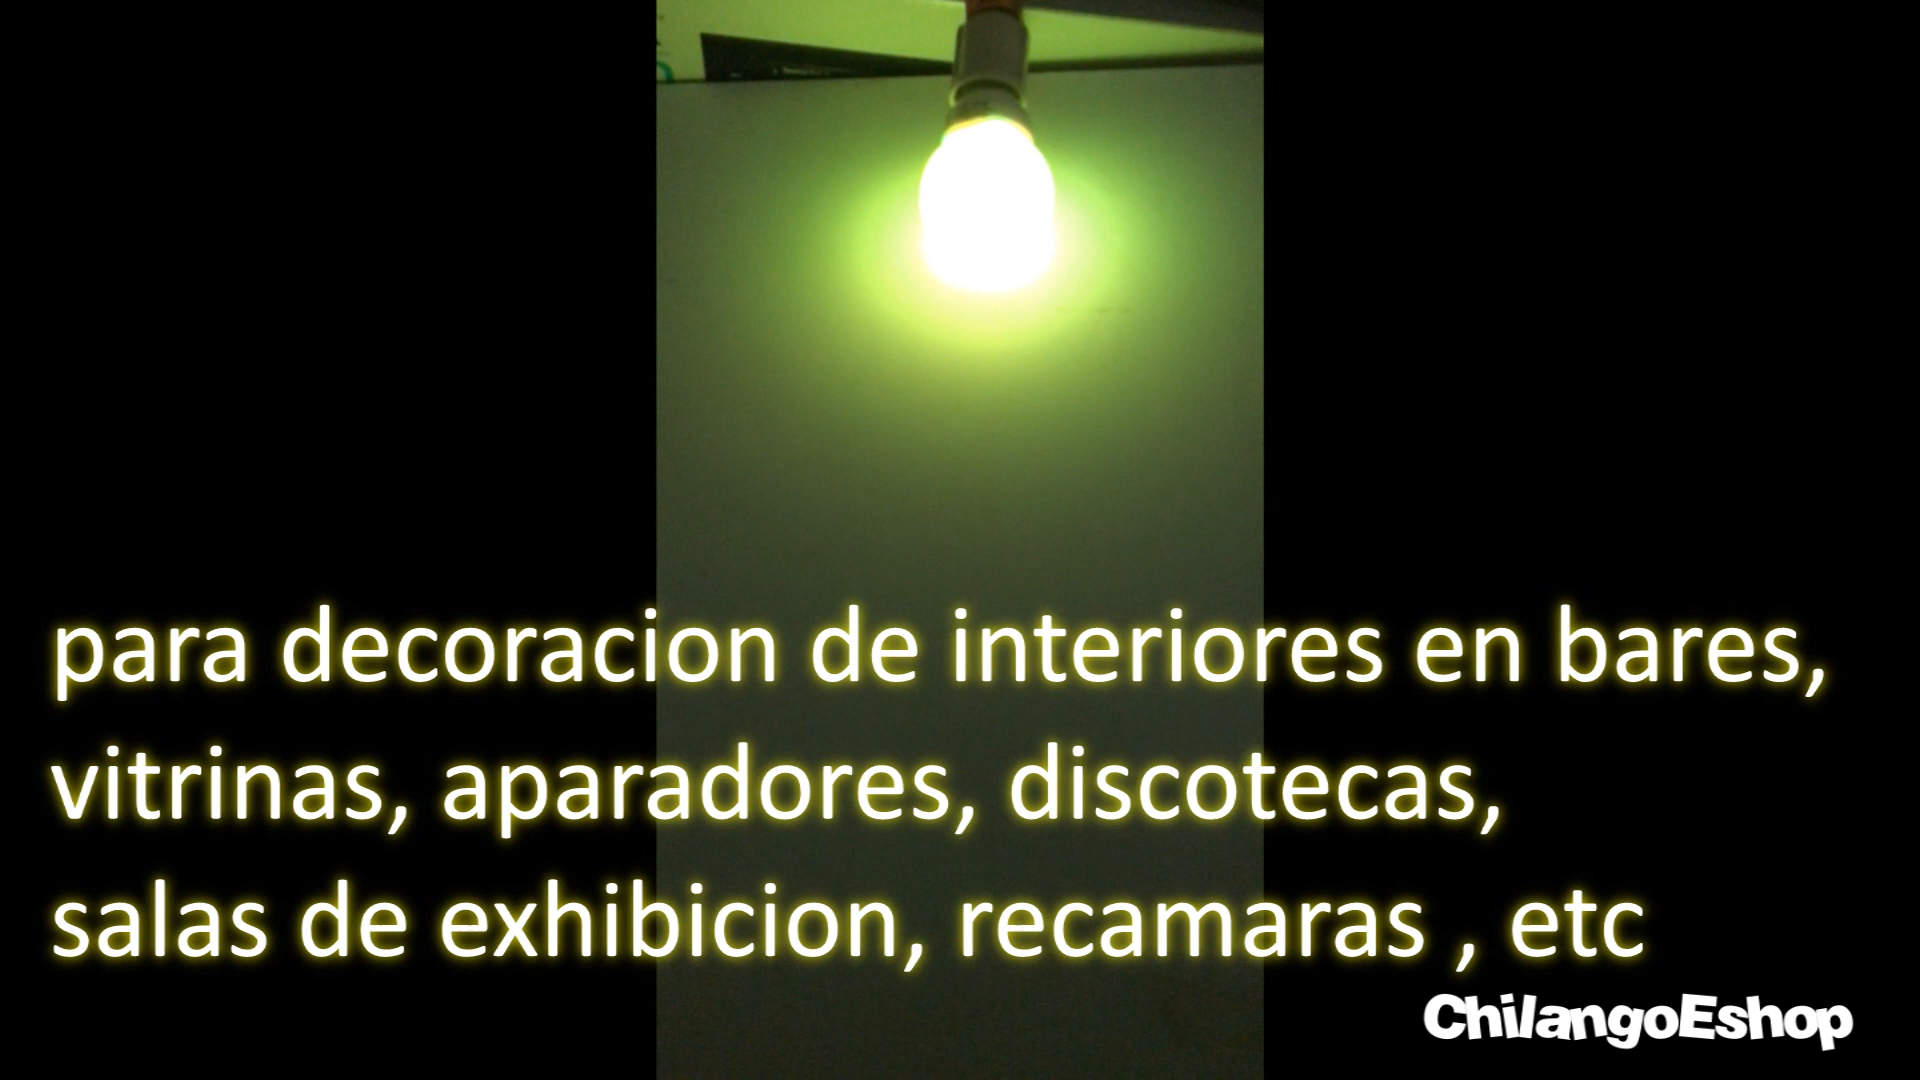 para decoracion de interiores en bares,
vitrinas, aparadores, discotecas,
salas de exhibicion, recamaras , etc
ChilangoEshop